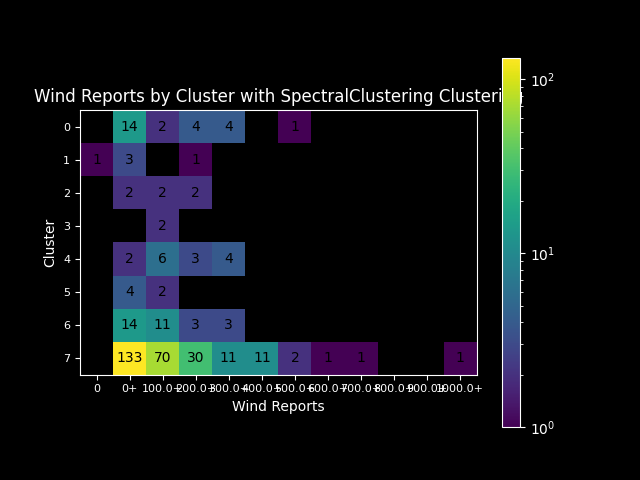 Wind Reports by Cluster with SpectralClustering Clusteri
10²
10¹
10⁰
Cluster
0 14 2 4 4 1
1 1 3 1
2 2 2 2
3 2
4 2 6 3 4
5 4 2
6 14 11 3 3
7 133 70 30 11 11 2 1 1 1
0 0+ 100.0+ 200.0+ 300.0+ 400.0+ 500.0+ 600.0+ 700.0+ 800.0+ 900.0+ 1000.0+
Wind Reports